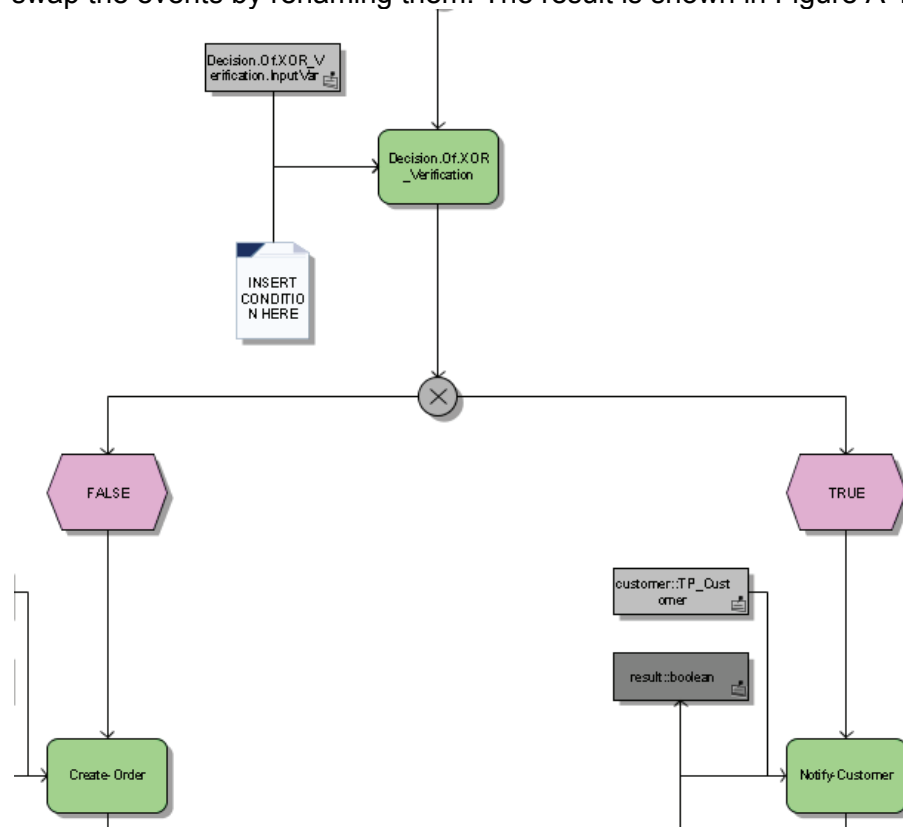 swap the events by renaming them. The result is shown in Figure A-
Decision.Of.XOR_V
erification.InputVar
Decision.Of.XOR
_Verification
INSERT
CONDITIO
N HERE
FALSE
TRUE
customer::TP_Cust
omer
result::boolean
Create-Order
Notify-Customer